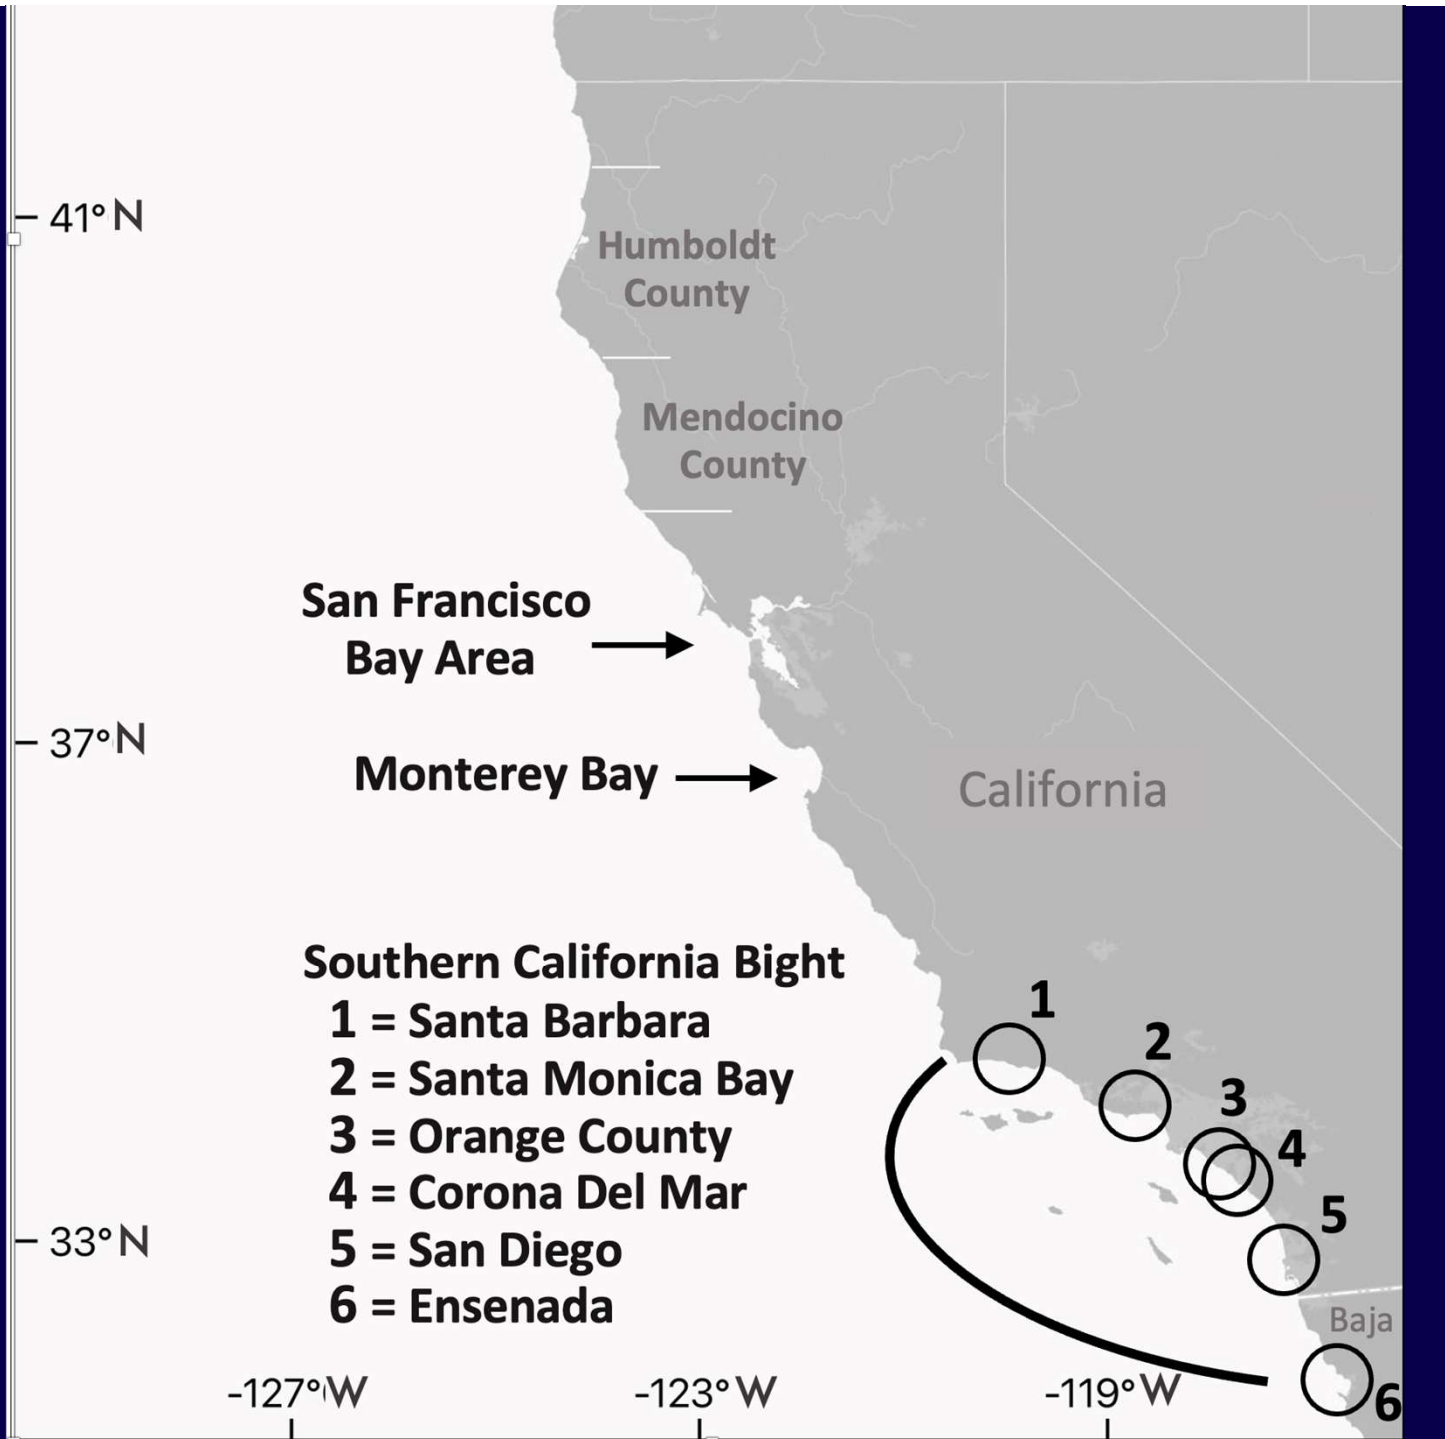 41° N
Humboldt
County
Mendocino
County
San Francisco
Bay Area
37° N
Monterey Bay
California
Southern California Bight
1 = Santa Barbara
2 = Santa Monica Bay
3 = Orange County
4 = Corona Del Mar
5 = San Diego
6 = Ensenada
1
2
3
4
5
33° N
Baja
6
-127° W
-123° W
-119° W